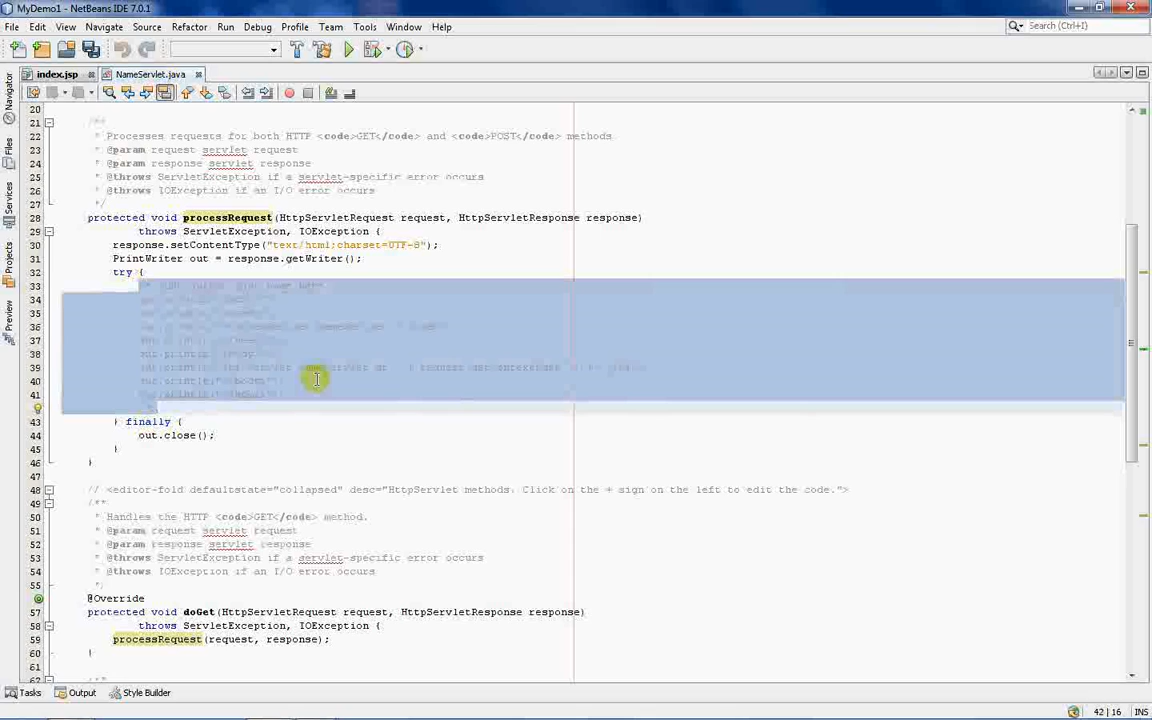 MyDemo1 - NetBeans IDE 7.0.1
File Edit View Navigate Source Refactor Run Debug Profile Team Tools Window Help
Search (Ctrl+I)
index.jsp NameServlet.java
Navigator
Files
Services
Projects
Preview
20
21 /**
22 * Processes requests for both HTTP <code>GET</code> and <code>POST</code> methods
23 * @param request servlet request
24 * @param response servlet response
25 * @throws ServletException if a servlet-specific error occurs
26 * @throws IOException if an I/O error occurs
27 */
28 protected void processRequest(HttpServletRequest request, HttpServletResponse response)
29 throws ServletException, IOException {
30 response.setContentType("text/html;charset=UTF-8");
31 PrintWriter out = response.getWriter();
32 try {
33
34
35
36
37
38
39
40
41
43 } finally {
44 out.close();
45 }
46 }
47
48 // <editor-fold defaultstate="collapsed" desc="HttpServlet methods. Click on the + sign on the left to edit the code.">
49 /**
50 * Handles the HTTP <code>GET</code> method.
51 * @param request servlet request
52 * @param response servlet response
53 * @throws ServletException if a servlet-specific error occurs
54 * @throws IOException if an I/O error occurs
55 */
@Override
57 protected void doGet(HttpServletRequest request, HttpServletResponse response)
58 throws ServletException, IOException {
59 processRequest(request, response);
60 }
61
Tasks Output Style Builder
42 | 16 INS